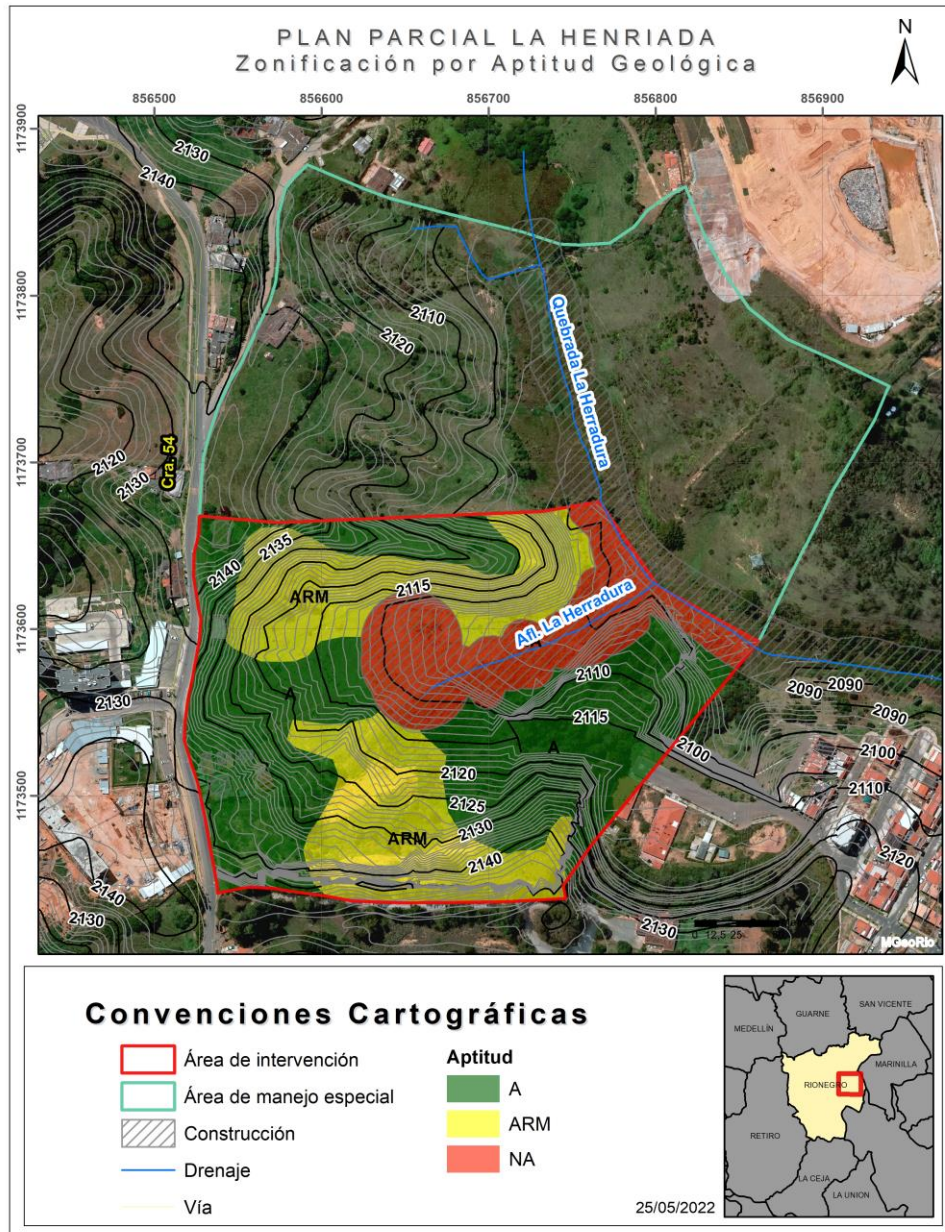 PLAN PARCIAL LA HENRIADA
Zonificación por Aptitud Geológica
N
856500
856600
856700
856800
856900
1173900
1173800
1173700
1173600
1173500
2130
2140
2110
2120
Quebrada La Herradura
Cra. 54
2120
2130
2135
2140
ARM
2115
Afl. La Herradura
A
2110
2130
2115
A
2100
2090
2090
2090
2100
2110
2120
2120
2125
2130
ARM
2140
2140
2130
2130
0 12,5 25
MGeoRio
Convenciones Cartográficas
Área de intervención
Área de manejo especial
Construcción
Drenaje
Vía
Aptitud
A
ARM
NA
25/05/2022
SAN VICENTE
GUARNE
MEDELLÍN
MARINILLA
RIONEGRO
RETIRO
LA CEJA
LA UNION